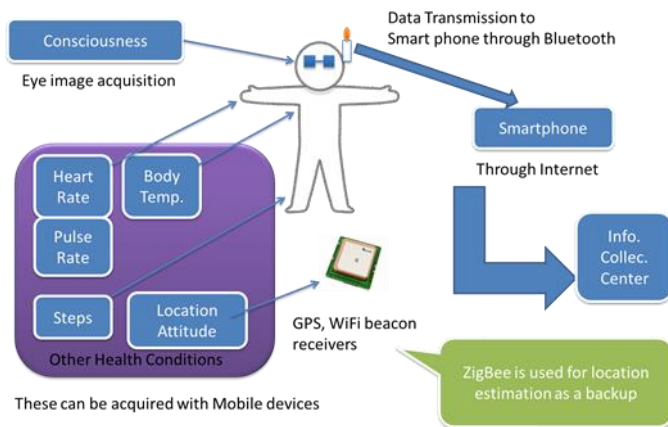 Consciousness
Eye image acquisition
Data Transmission to
Smart phone through Bluetooth
Smartphone
Through Internet
Info.
Collec.
Center
Heart
Rate
Body
Temp.
Pulse
Rate
Steps
Location
Attitude
Other Health Conditions
GPS, WiFi beacon
receivers
ZigBee is used for location
estimation as a backup
These can be acquired with Mobile devices